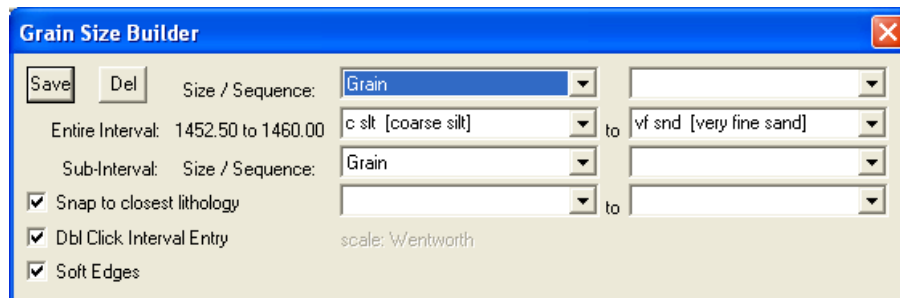 Grain Size Builder
Save Del Size / Sequence: Grain
Entire Interval: 1452.50 to 1460.00 c slt [coarse silt] to vf snd [very fine sand]
Sub-Interval: Size / Sequence: Grain
Snap to closest lithology to
Dbl Click Interval Entry scale: Wentworth
Soft Edges